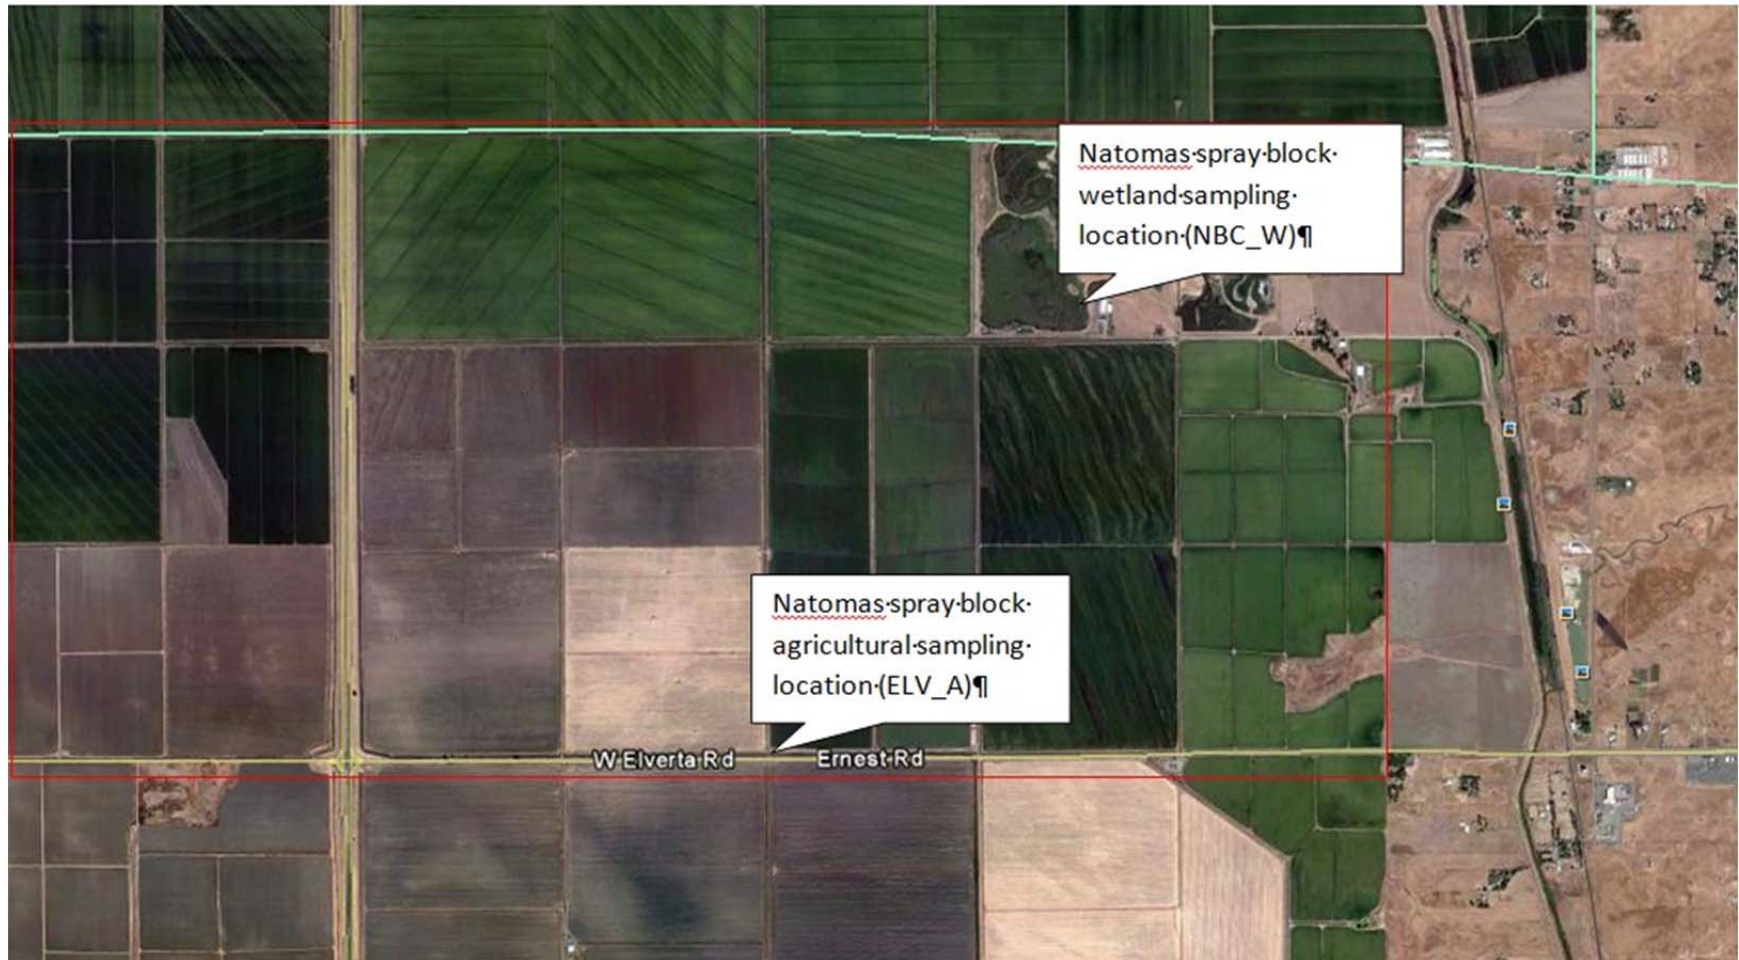 Natomas·spray·block·
wetland·sampling·
location·(NBC_W)¶
Natomas·spray·block·
agricultural·sampling·
location·(ELV_A)¶
W Elverta Rd
Ernest Rd